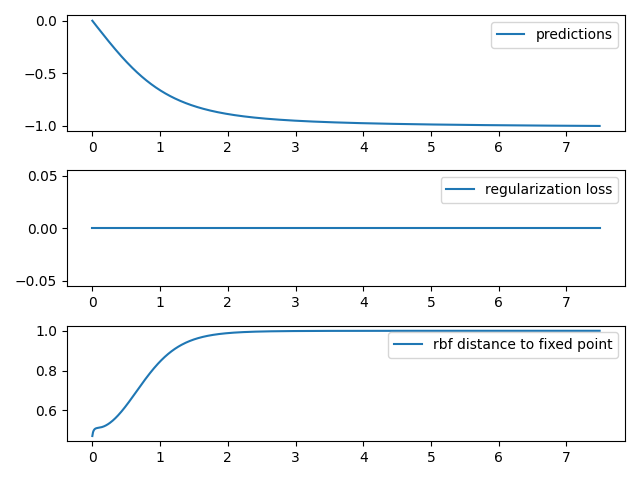 0.0
−0.5
−1.0
predictions
0 1 2 3 4 5 6 7
0.05
0.00
−0.05
regularization loss
0 1 2 3 4 5 6 7
1.0
0.8
0.6
rbf distance to fixed point
0 1 2 3 4 5 6 7